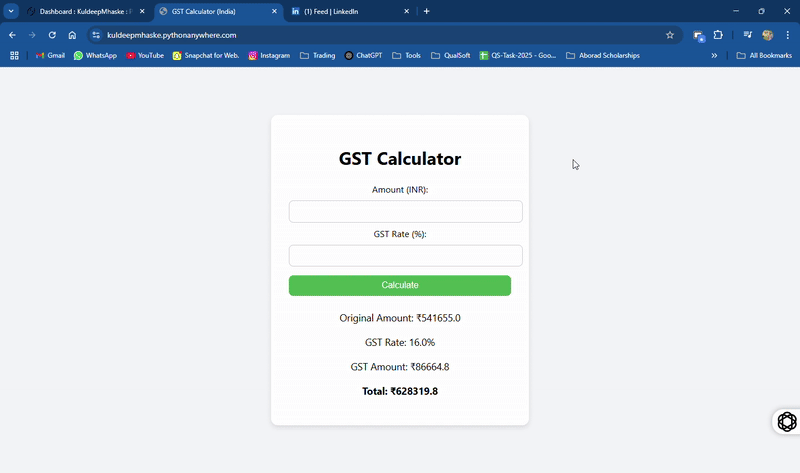 Dashboard : KuldeepMhaske : P
GST Calculator (India)
(1) Feed | LinkedIn
kuldeepmhaske.pythonanywhere.com
Gmail
WhatsApp
YouTube
Snapchat for Web.
Instagram
Trading
ChatGPT
Tools
QualSoft
QS-Task-2025 - Goo...
Aborad Scholarships
All Bookmarks
GST Calculator
Amount (INR):
GST Rate (%):
Calculate
Original Amount: ₹541655.0
GST Rate: 16.0%
GST Amount: ₹86664.8
Total: ₹628319.8